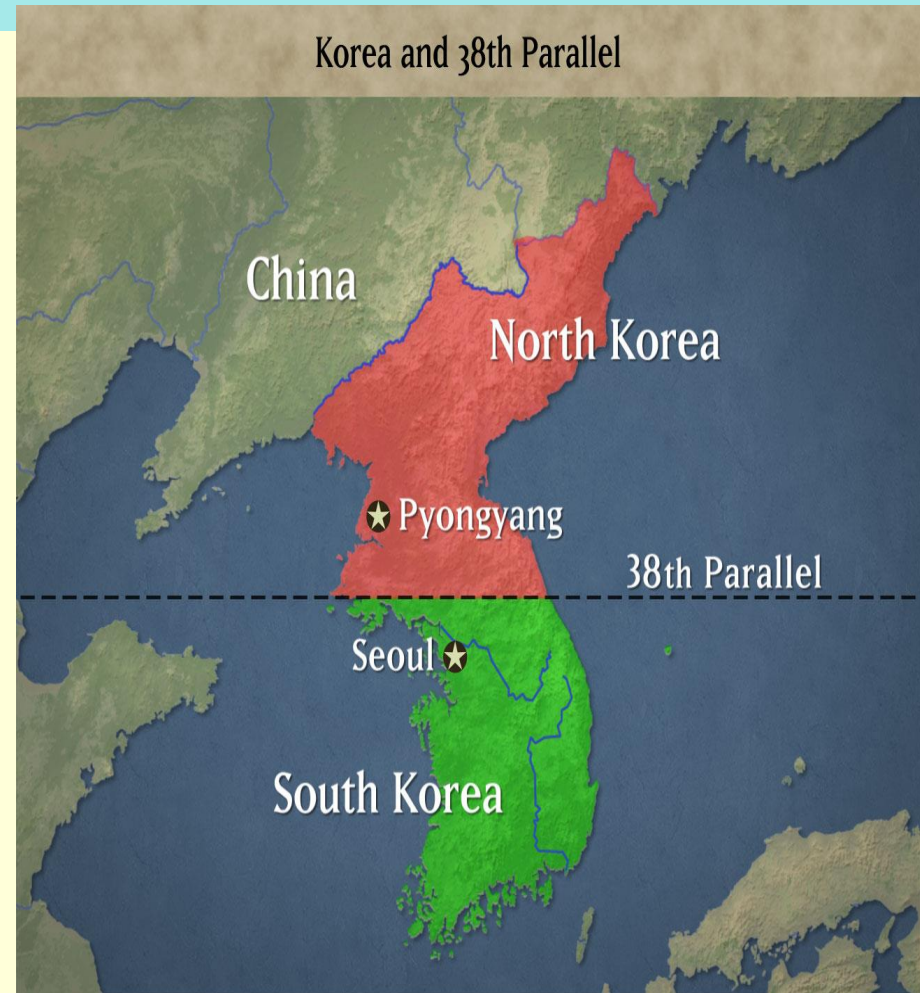 Korea and 38th Parallel
China
North Korea
Pyongyang
38th Parallel
Seoul
South Korea